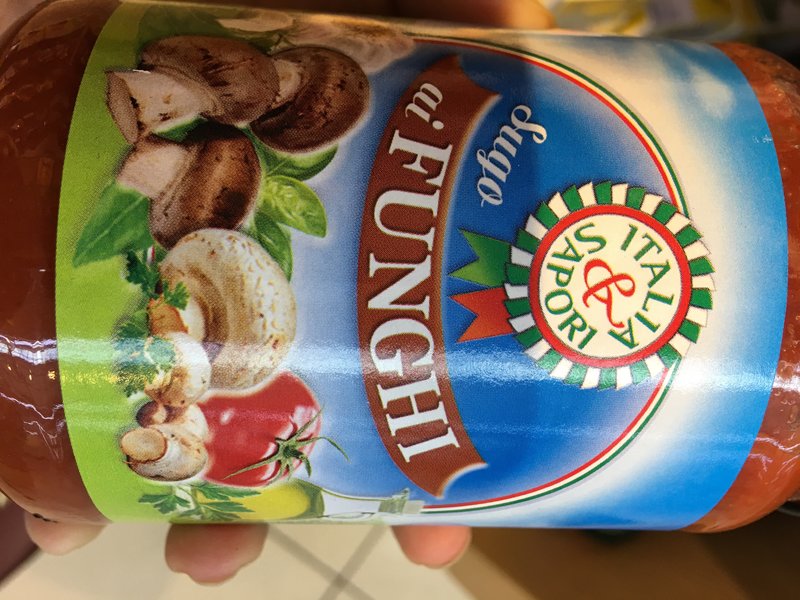 ITALIA
&
SAPORI
Sugo
ai FUNGHI